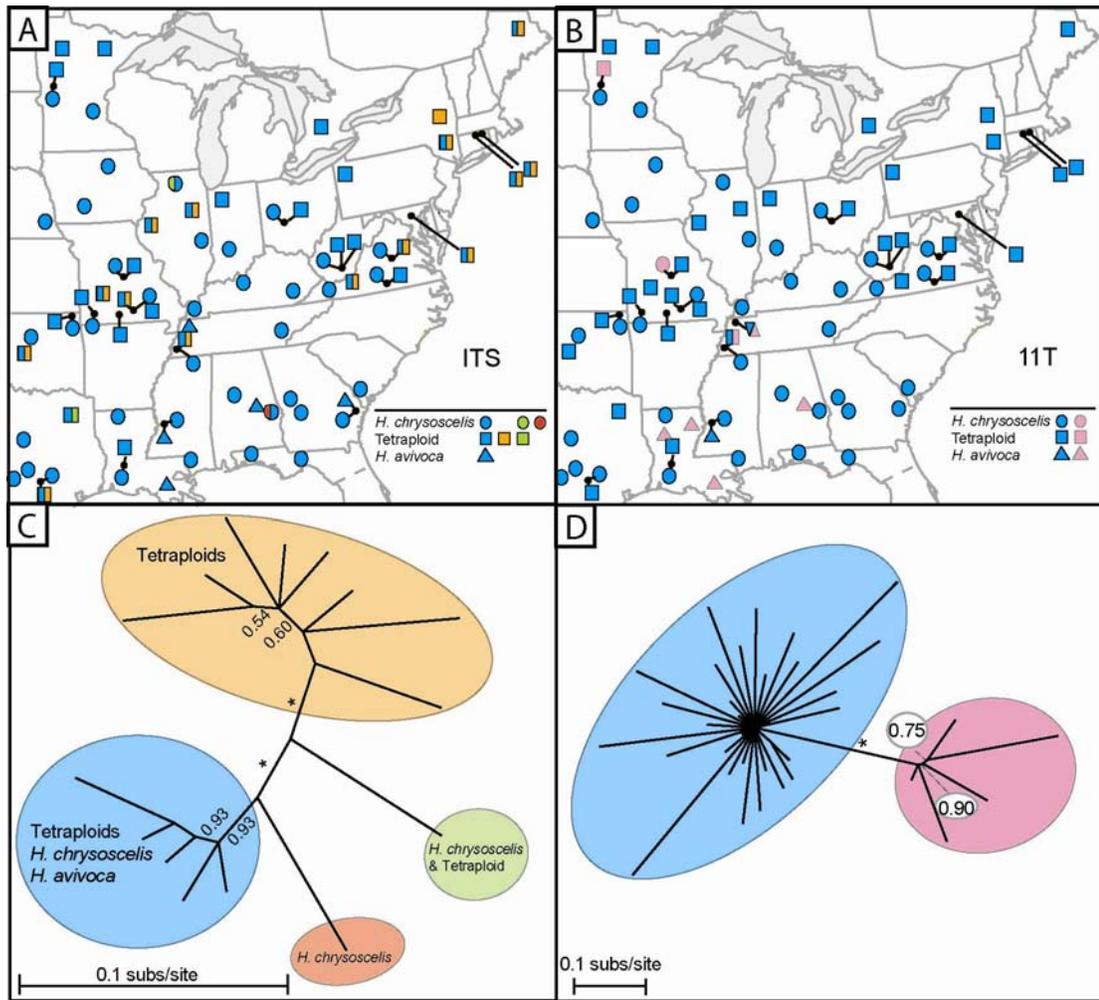 A
ITS
H. chrysoscelis
Tetraploid
H. avivoca
B
11T
H. chrysoscelis
Tetraploid
H. avivoca
C
Tetraploids
0.54
0.60
*
*
0.93
0.93
Tetraploids
H. chrysoscelis
H. avivoca
H. chrysoscelis
& Tetraploid
H. chrysoscelis
0.1 subs/site
D
0.75
*
0.90
0.1 subs/site